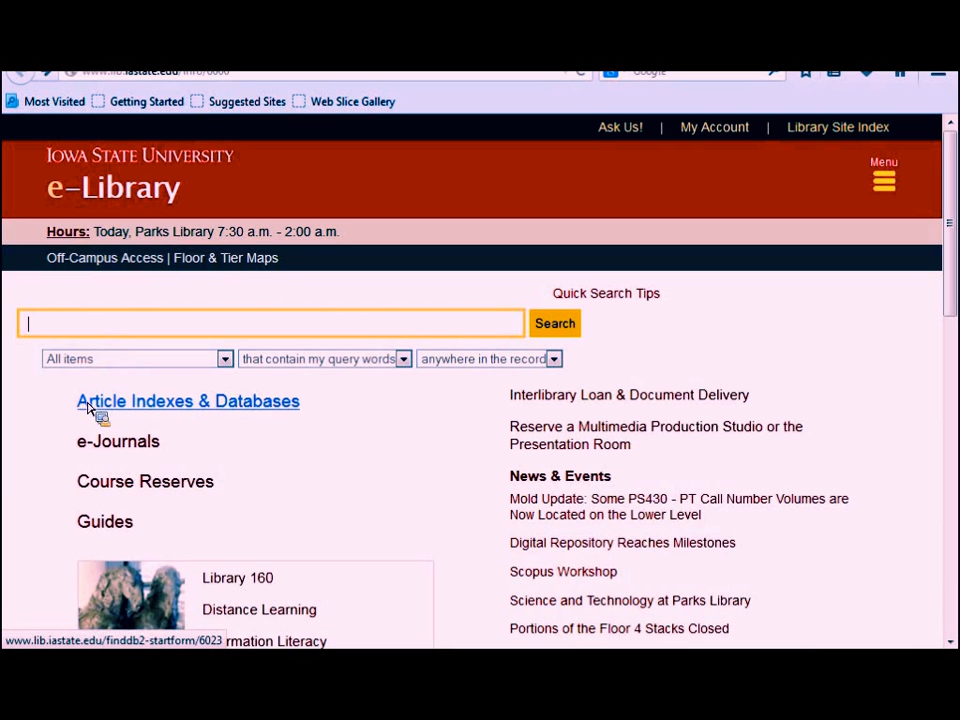 Most Visited Getting Started Suggested Sites Web Slice Gallery
Ask Us! | My Account | Library Site Index
IOWA STATE UNIVERSITY
e-Library
Menu
Hours: Today, Parks Library 7:30 a.m. - 2:00 a.m.
Off-Campus Access | Floor & Tier Maps
Quick Search Tips
Search
All items
that contain my query words
anywhere in the record
Article Indexes & Databases
e-Journals
Course Reserves
Guides
Library 160
Distance Learning
rmation Literacy
Interlibrary Loan & Document Delivery
Reserve a Multimedia Production Studio or the
Presentation Room
News & Events
Mold Update: Some PS430 - PT Call Number Volumes are
Now Located on the Lower Level
Digital Repository Reaches Milestones
Scopus Workshop
Science and Technology at Parks Library
Portions of the Floor 4 Stacks Closed
www.lib.iastate.edu/finddb2-startform/6023